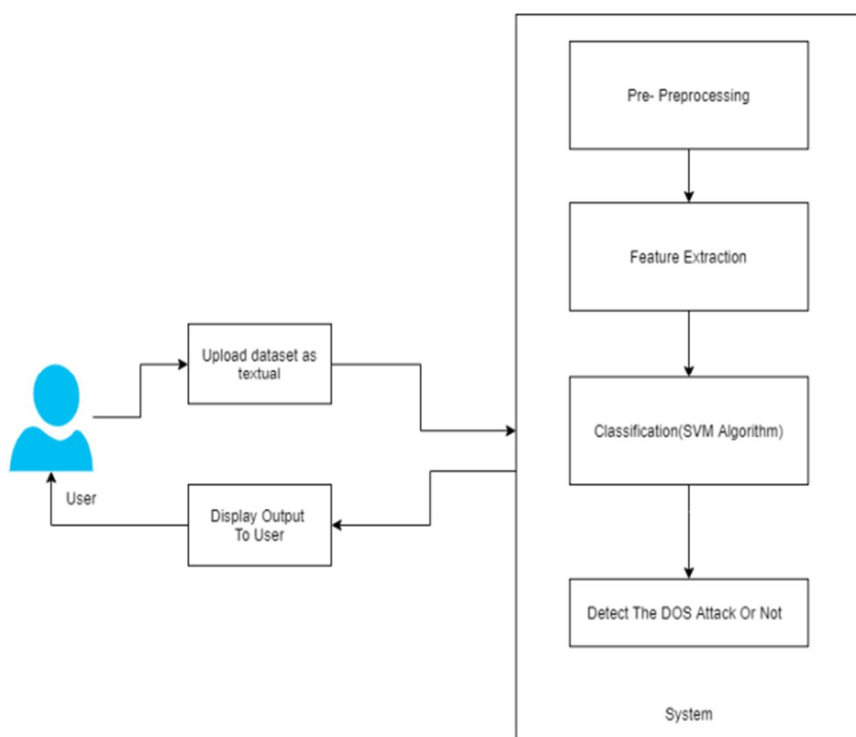 Pre- Preprocessing
Feature Extraction
Upload dataset as
textual
Classification(SVM Algorithm)
User
Display Output
To User
Detect The DOS Attack Or Not
System